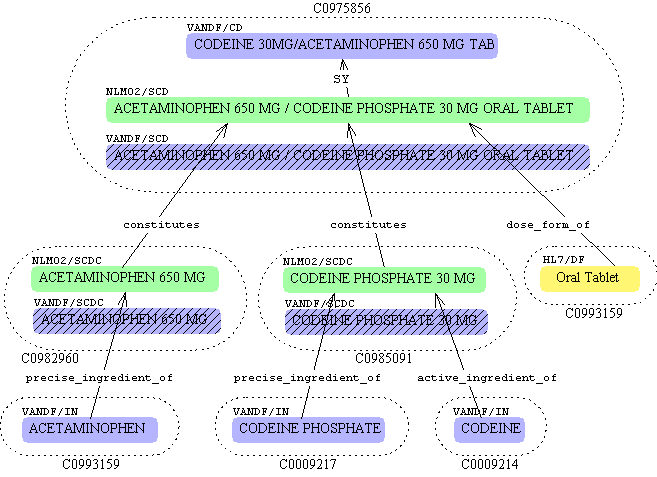 C0975856
VANDF/CD
CODEINE 30MG/ACETAMINOPHEN 650 MG TAB
SY
NLM02/SCD
ACETAMINOPHEN 650 MG / CODEINE PHOSPHATE 30 MG ORAL TABLET
VANDF/SCD
ACETAMINOPHEN 650 MG / CODEINE PHOSPHATE 30 MG ORAL TABLET
constitutes
constitutes
dose_form_of
NLM02/SCDC
ACETAMINOPHEN 650 MG
VANDF/SCDC
ACETAMINOPHEN 650 MG
C0982960
NLM02/SCDC
CODEINE PHOSPHATE 30 MG
VANDF/SCDC
CODEINE PHOSPHATE 30 MG
C0985091
HL7/DF
Oral Tablet
C0993159
precise_ingredient_of
precise_ingredient_of
active_ingredient_of
VANDF/IN
ACETAMINOPHEN
C0993159
VANDF/IN
CODEINE PHOSPHATE
C0009217
VANDF/IN
CODEINE
C0009214